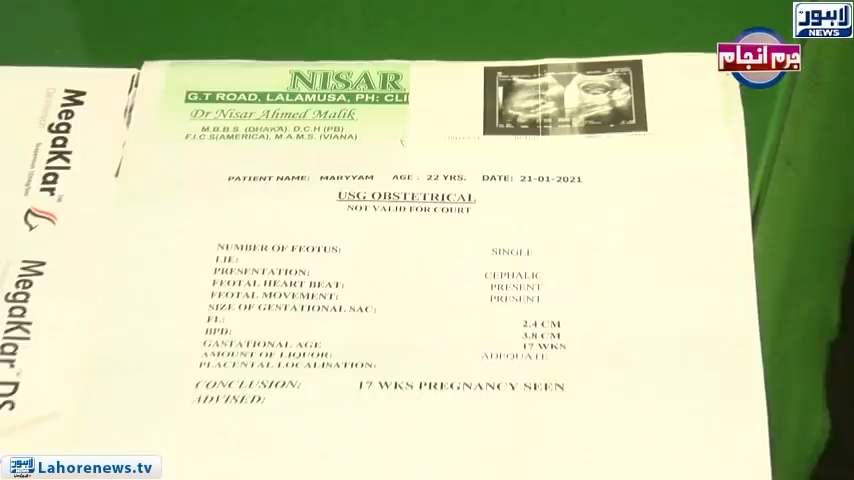 لاہور
NEWS
جرم انجام
NISAR
G.T ROAD, LALAMUSA, PH: CLI
Dr Nisar Ahmed Malik
M.B.B.S (DHAKA). D.C.H (PB)
F.I.C.S(AMERICA), M.A.M.S (VIANA)
PATIENT NAME: MARYYAM AGE : 22 YRS. DATE: 21-01-2021
USG OBSTETRICAL
NOT VALID FOR COURT
NUMBER OF FEOTUS: SINGLE
LIE:
PRESENTATION: CEPHALIC
FEOTAL HEART BEAT: PRESENT
FEOTAL MOVEMENT: PRESENT
SIZE OF GESTATIONAL SAC:
FL: 2.4 CM
BPD: 3.8 CM
GASTATIONAL AGE 17 WKS
AMOUNT OF LIQUOR: ADEQUATE
PLACENTAL LOCALISATION:
CONCLUSION: 17 WKS PREGNANCY SEEN
ADVISED:
MegaKlar™
MegaKlar™ DS
لاہور
Lahorenews.tv